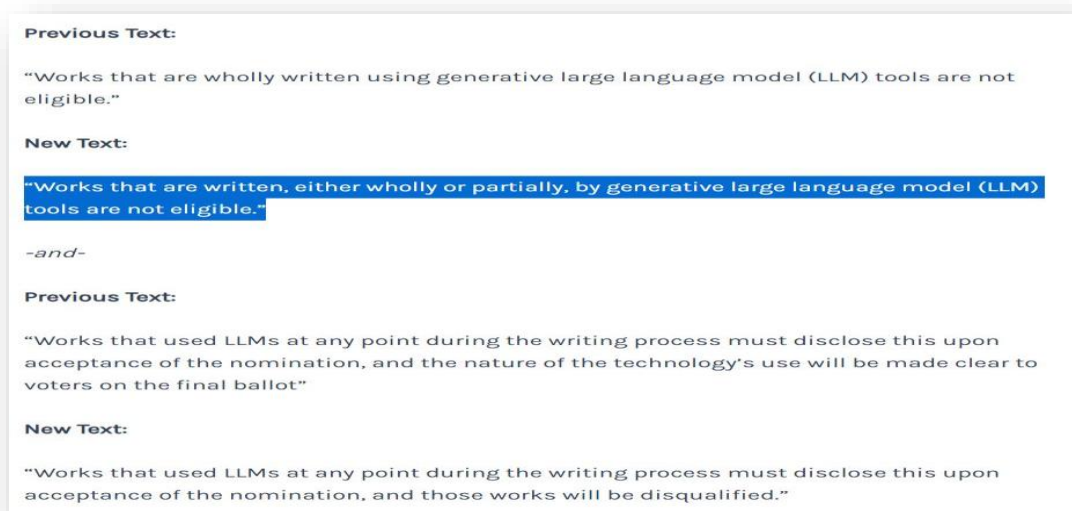 Previous Text:
“Works that are wholly written using generative large language model (LLM) tools are not
eligible.”
New Text:
“Works that are written, either wholly or partially, by generative large language model (LLM)
tools are not eligible.”
-and-
Previous Text:
“Works that used LLMs at any point during the writing process must disclose this upon
acceptance of the nomination, and the nature of the technology’s use will be made clear to
voters on the final ballot”
New Text:
“Works that used LLMs at any point during the writing process must disclose this upon
acceptance of the nomination, and those works will be disqualified.”